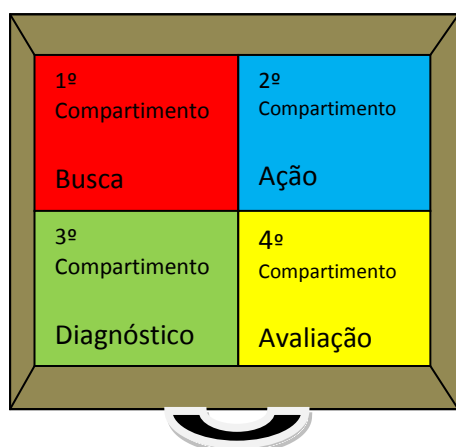 1º
Compartimento
Busca
2º
Compartimento
Ação
3º
Compartimento
Diagnóstico
4º
Compartimento
Avaliação